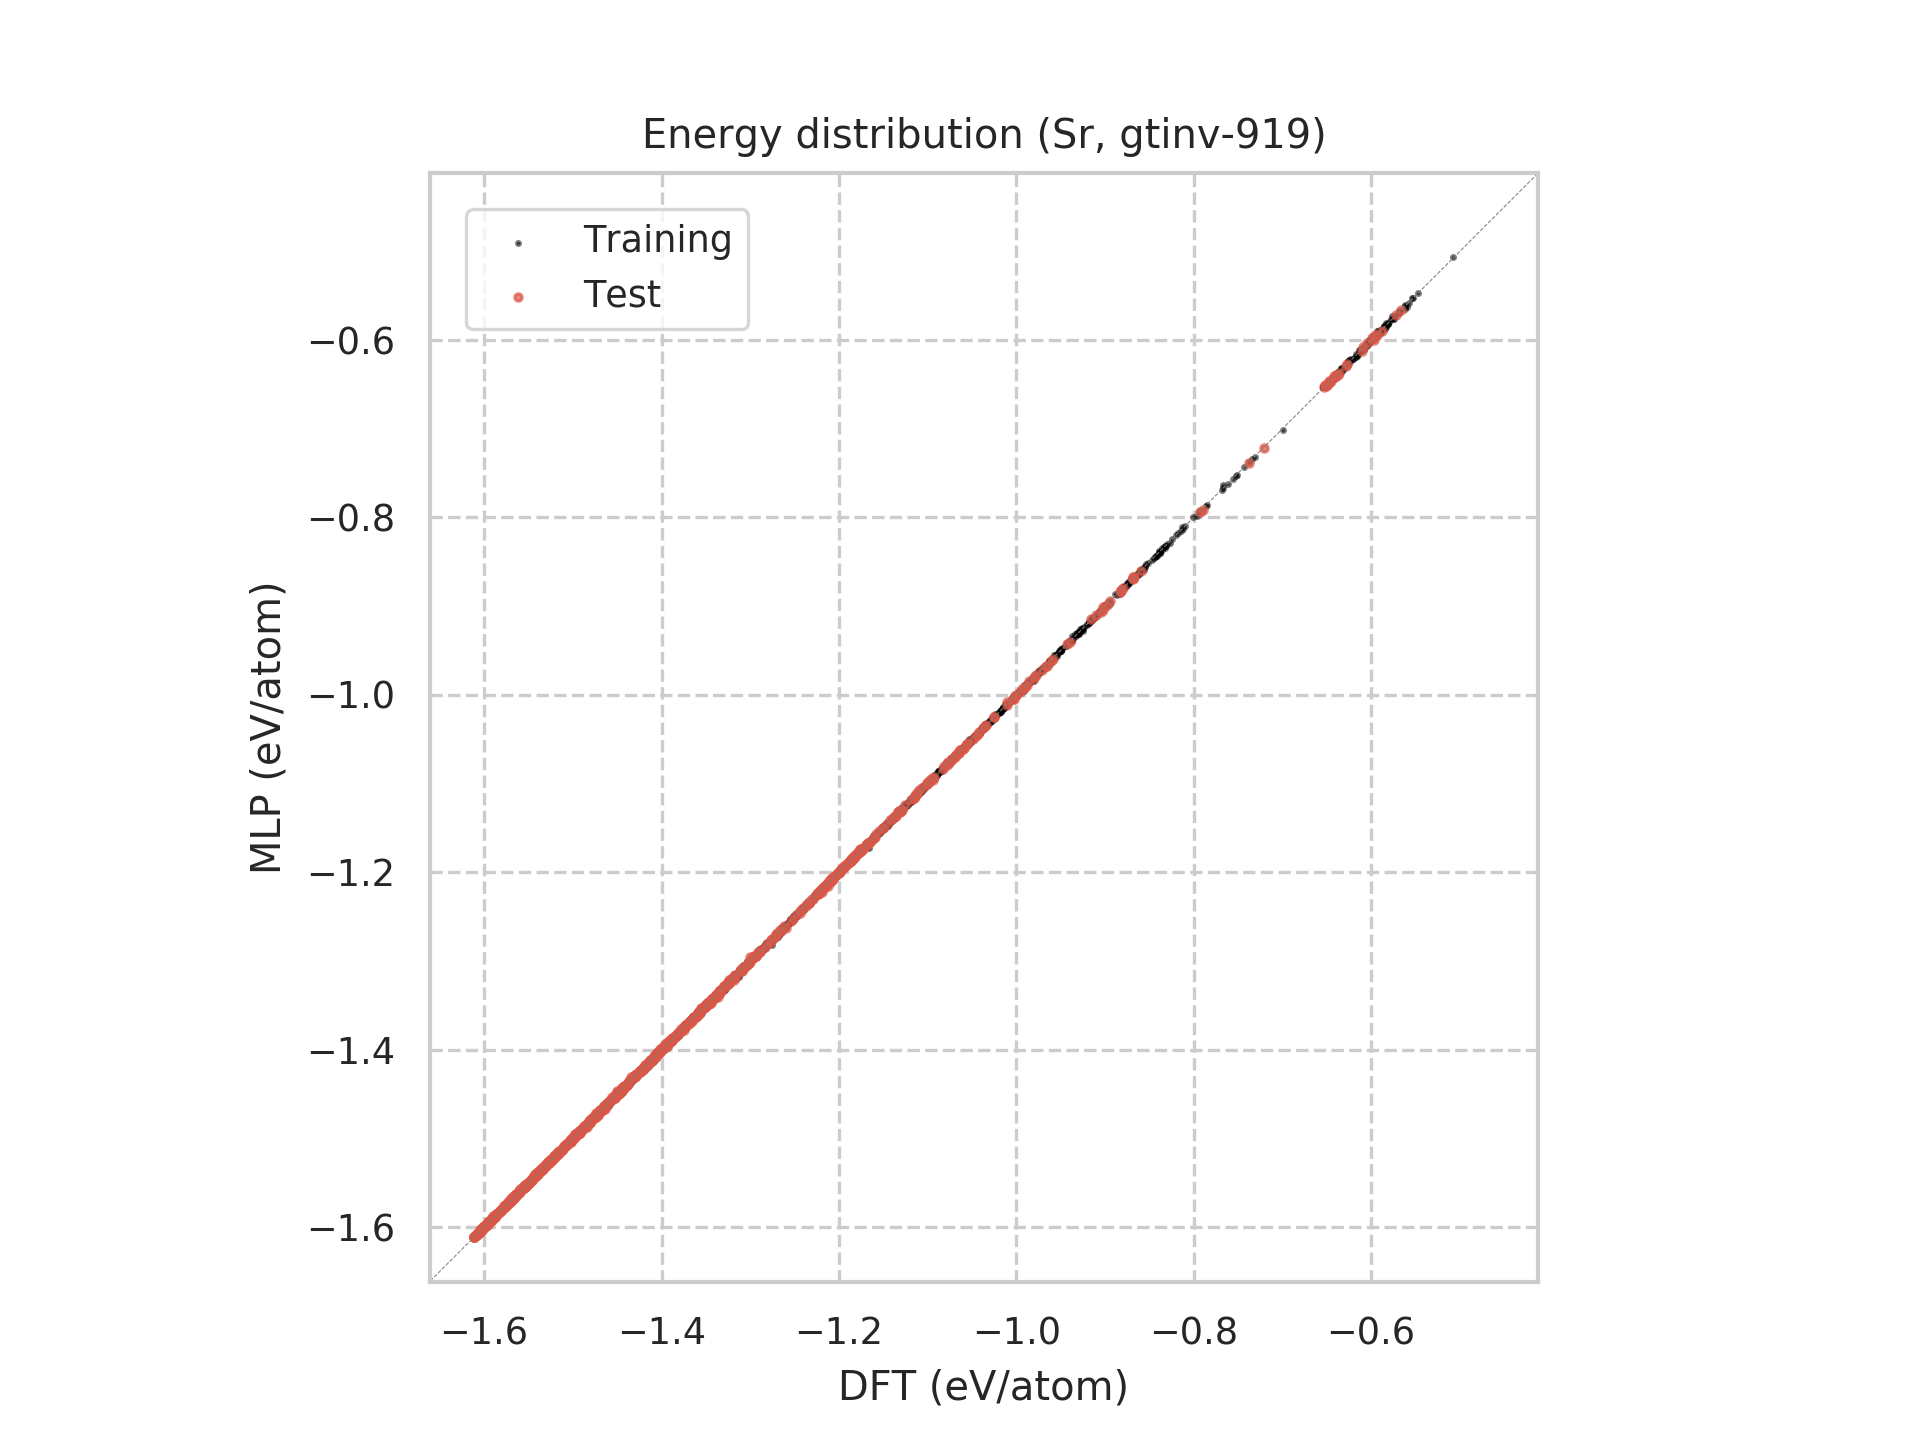 Energy distribution (Sr, gtinv-919)
Training
Test
−0.6
−0.8
−1.0
−1.2
−1.4
−1.6
MLP (eV/atom)
−1.6 −1.4 −1.2 −1.0 −0.8 −0.6
DFT (eV/atom)